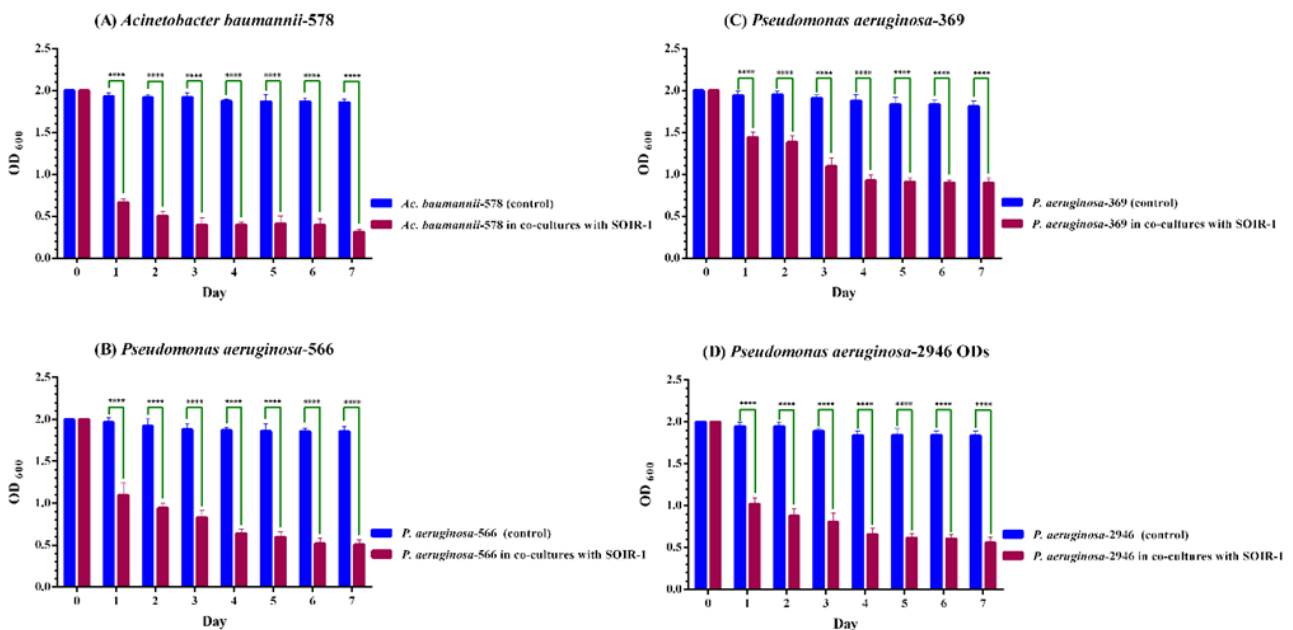 (A) Acinetobacter baumannii-578
2.5
2.0
1.5
1.0
0.5
0.0
OD 600
**** **** **** **** **** **** ****
0 1 2 3 4 5 6 7
Day
Ac. baumannii-578 (control)
Ac. baumannii-578 in co-cultures with SOIR-1
(C) Pseudomonas aeruginosa-369
2.5
2.0
1.5
1.0
0.5
0.0
OD 600
**** **** **** **** **** **** ****
0 1 2 3 4 5 6 7
Day
P. aeruginosa-369 (control)
P. aeruginosa-369 in co-cultures with SOIR-1
(B) Pseudomonas aeruginosa-566
2.5
2.0
1.5
1.0
0.5
0.0
OD 600
**** **** **** **** **** **** ****
0 1 2 3 4 5 6 7
Day
P. aeruginosa-566 (control)
P. aeruginosa-566 in co-cultures with SOIR-1
(D) Pseudomonas aeruginosa-2946 ODs
2.5
2.0
1.5
1.0
0.5
0.0
OD 600
**** **** **** **** **** **** ****
0 1 2 3 4 5 6 7
Day
P. aeruginosa-2946 (control)
P. aeruginosa-2946 in co-cultures with SOIR-1